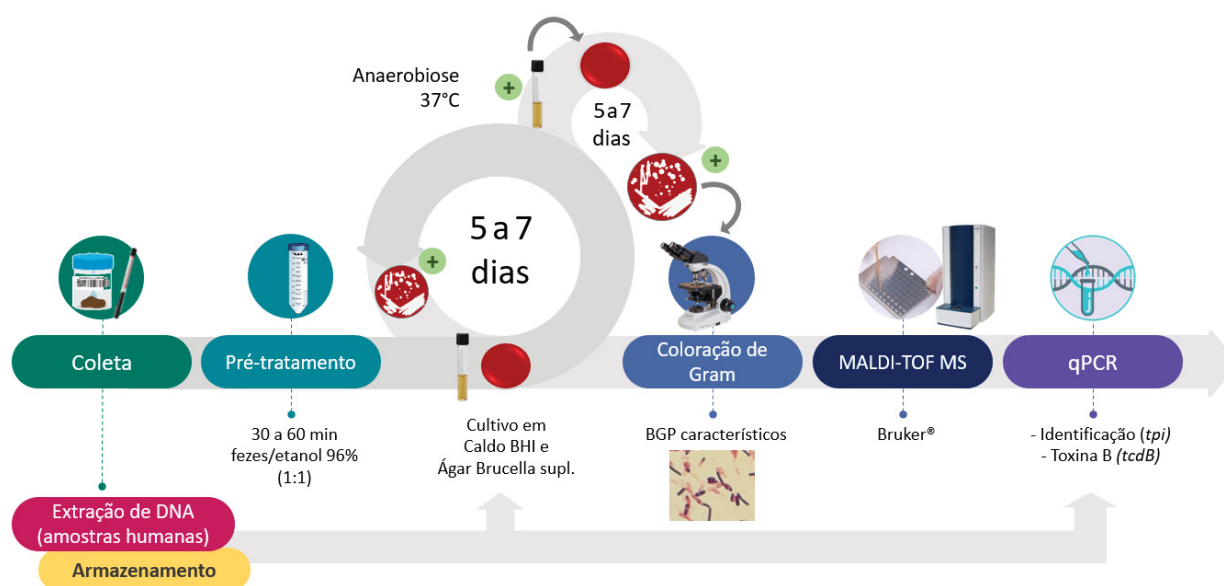 Anaerobiose
37°C
+
5 a 7
dias
+
5 a 7
dias
+
Coleta
Pré-tratamento
30 a 60 min
fezes/etanol 96%
(1:1)
Cultivo em
Caldo BHI e
Ágar Brucella supl.
Coloração de
Gram
BGP característicos
MALDI-TOF MS
Bruker®
qPCR
- Identificação (tpi)
- Toxina B (tcdB)
Extração de DNA
(amostras humanas)
Armazenamento